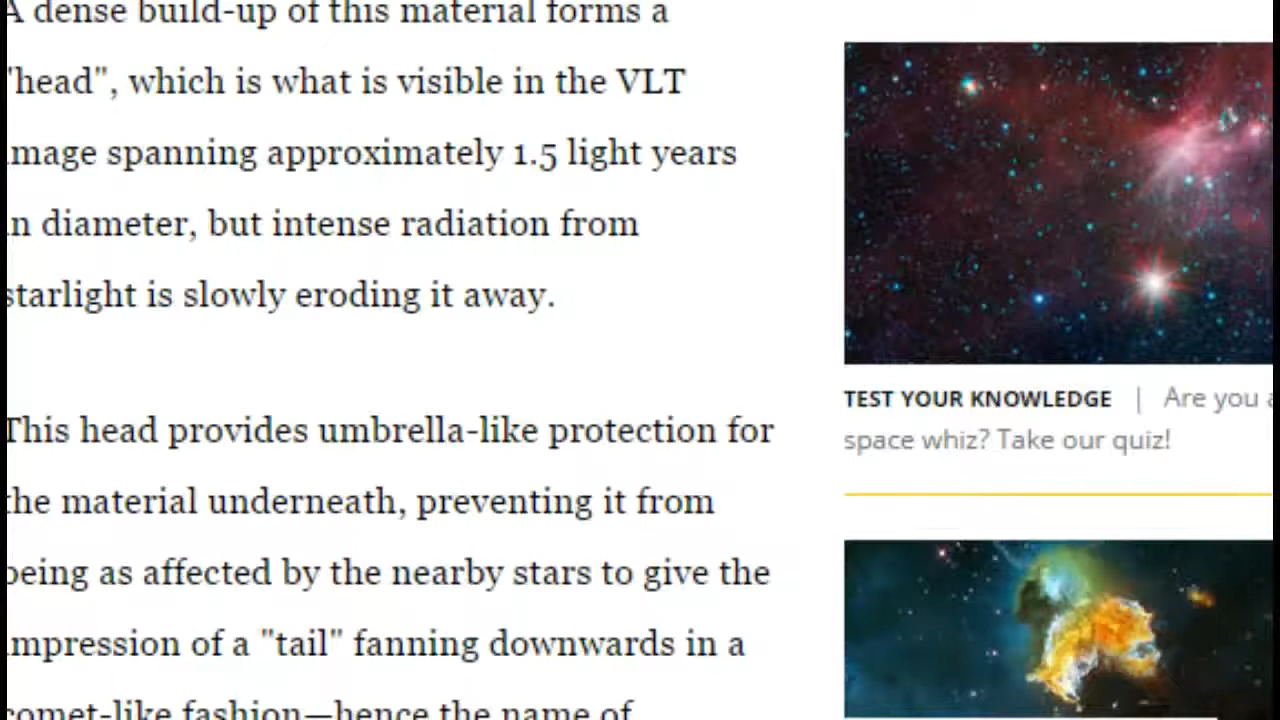 A dense build-up of this material forms a
"head", which is what is visible in the VLT
image spanning approximately 1.5 light years
in diameter, but intense radiation from
starlight is slowly eroding it away.
This head provides umbrella-like protection for
the material underneath, preventing it from
being as affected by the nearby stars to give the
impression of a "tail" fanning downwards in a
comet-like fashion—hence the name of
TEST YOUR KNOWLEDGE | Are you a
space whiz? Take our quiz!